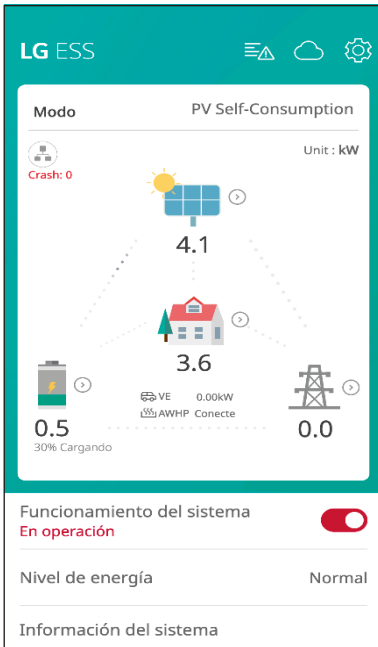 LG ESS
Modo PV Self-Consumption
Unit : kW
Crash: 0
4.1
3.6
VE 0.00kW
AWHP Conecte
0.5
30% Cargando
0.0
Funcionamiento del sistema
En operación
Nivel de energía Normal
Información del sistema